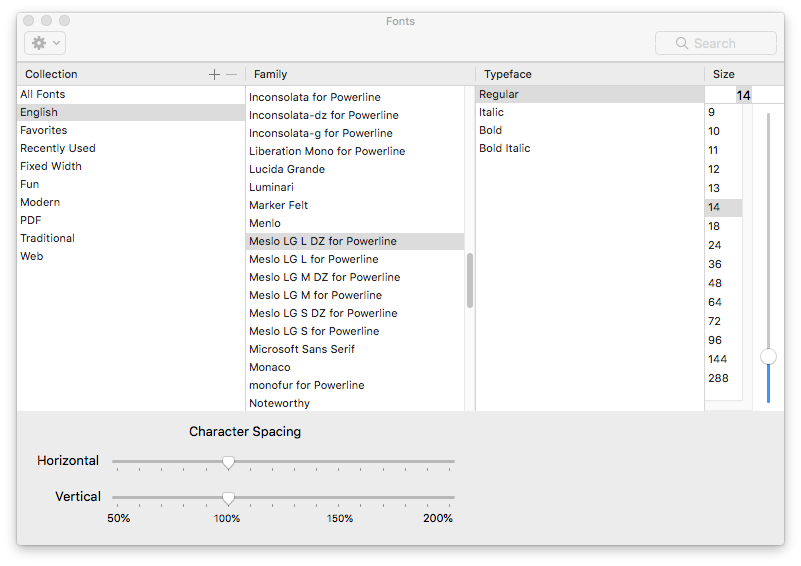 Fonts
Search
Collection
Family
Typeface
Size
All Fonts
English
Favorites
Recently Used
Fixed Width
Fun
Modern
PDF
Traditional
Web
Inconsolata for Powerline
Inconsolata-dz for Powerline
Inconsolata-g for Powerline
Liberation Mono for Powerline
Lucida Grande
Luminari
Marker Felt
Menlo
Meslo LG L DZ for Powerline
Meslo LG L for Powerline
Meslo LG M DZ for Powerline
Meslo LG M for Powerline
Meslo LG S DZ for Powerline
Meslo LG S for Powerline
Microsoft Sans Serif
Monaco
monofur for Powerline
Noteworthy
Regular
Italic
Bold
Bold Italic
14
9
10
11
12
13
14
18
24
36
48
64
72
96
144
288
Character Spacing
Horizontal
Vertical
50% 100% 150% 200%